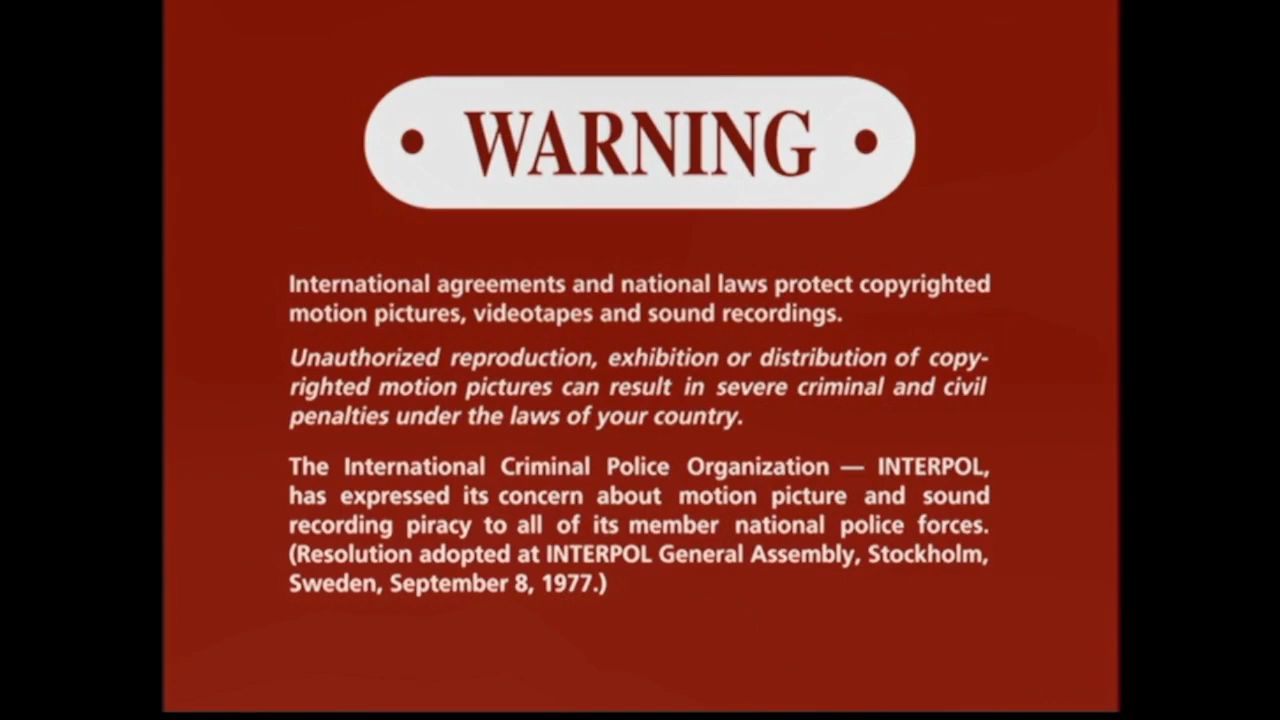 WARNING
International agreements and national laws protect copyrighted
motion pictures, videotapes and sound recordings.
Unauthorized reproduction, exhibition or distribution of copy-
righted motion pictures can result in severe criminal and civil
penalties under the laws of your country.
The International Criminal Police Organization — INTERPOL,
has expressed its concern about motion picture and sound
recording piracy to all of its member national police forces.
(Resolution adopted at INTERPOL General Assembly, Stockholm,
Sweden, September 8, 1977.)